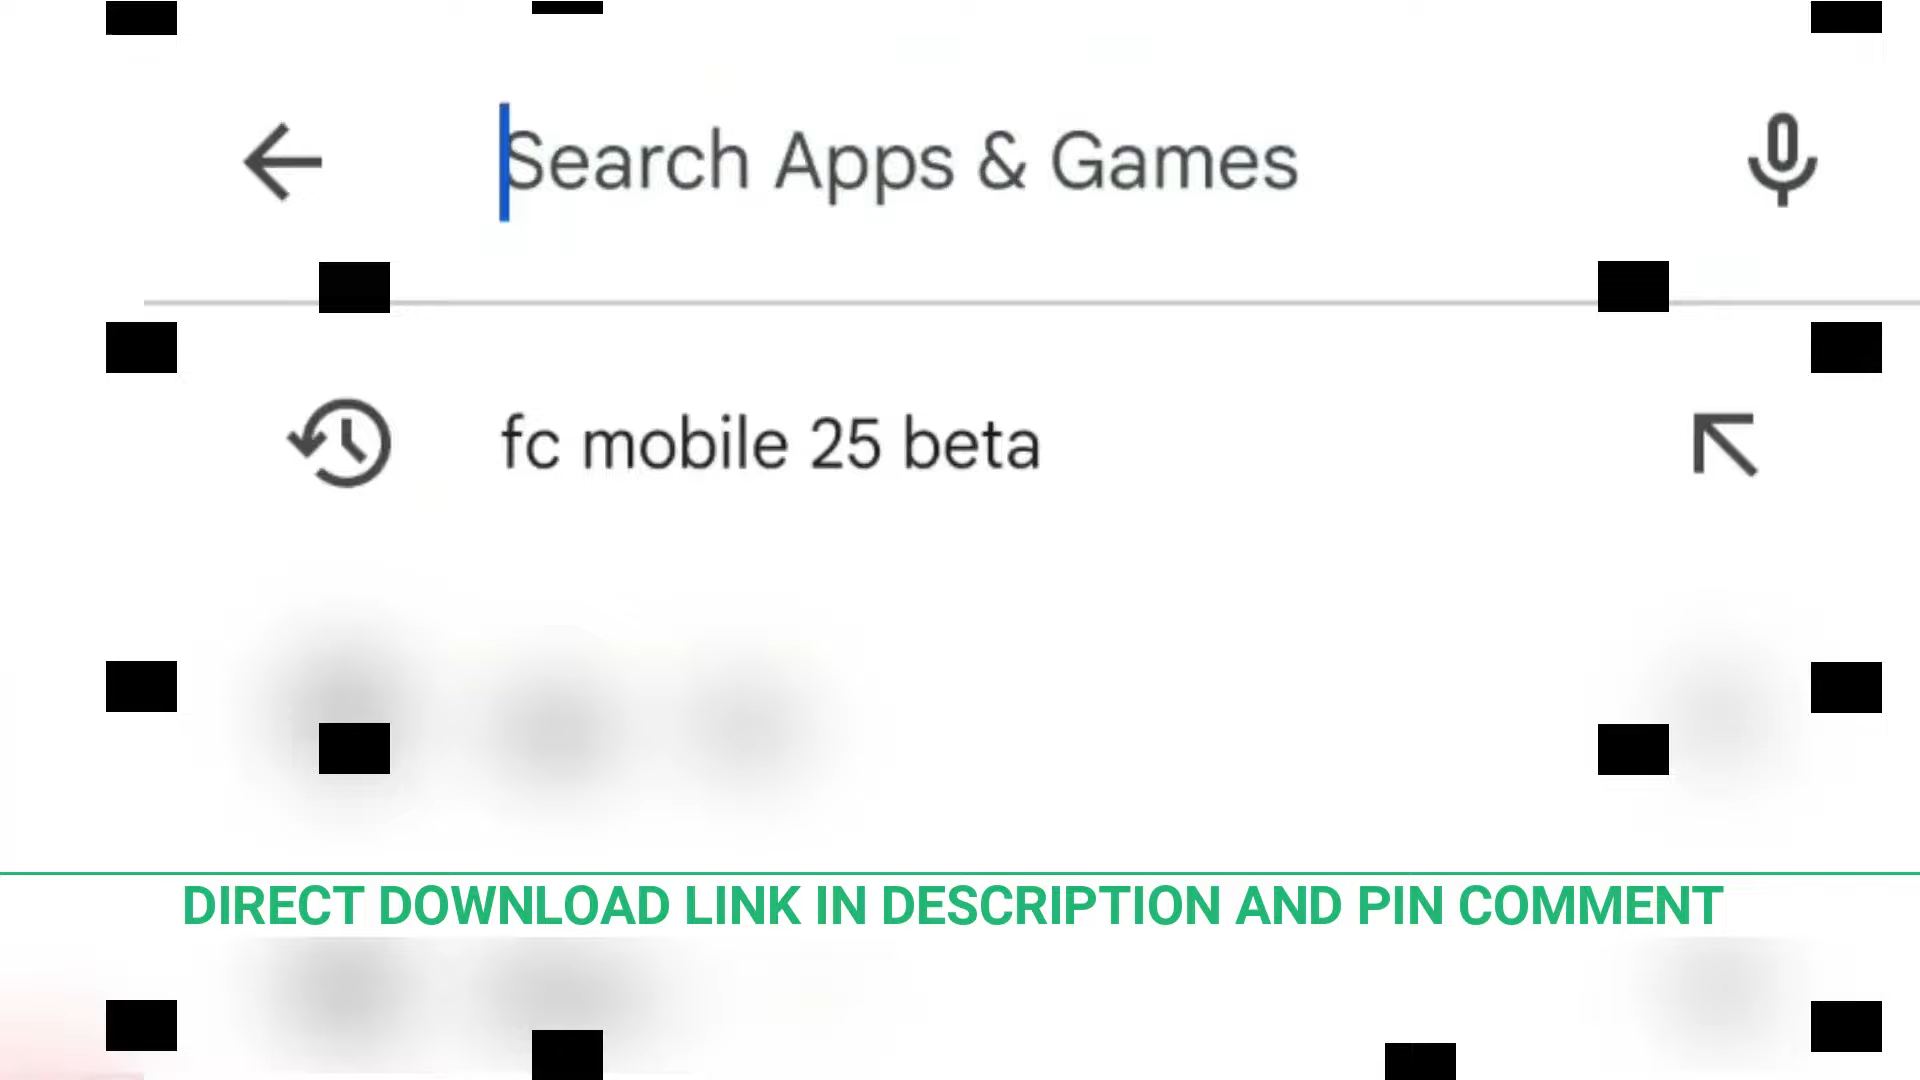 Search Apps & Games
fc mobile 25 beta
DIRECT DOWNLOAD LINK IN DESCRIPTION AND PIN COMMENT